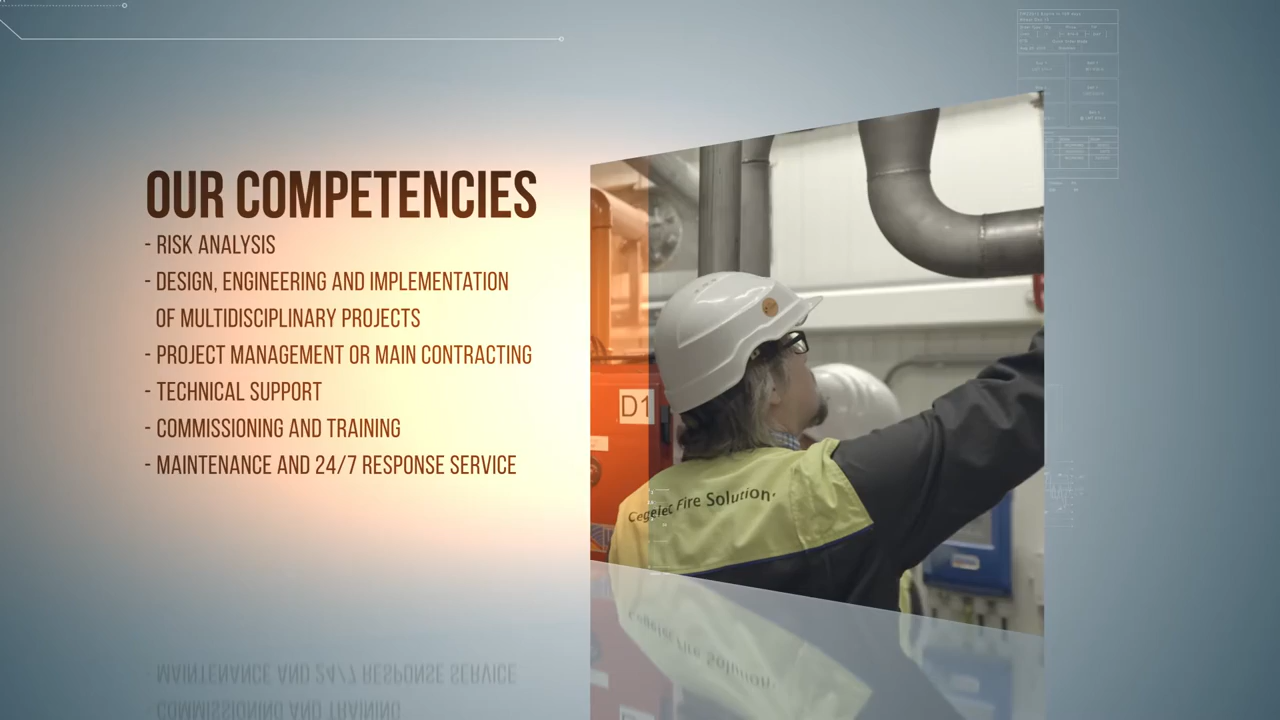 OUR COMPETENCIES
- RISK ANALYSIS
- DESIGN, ENGINEERING AND IMPLEMENTATION
OF MULTIDISCIPLINARY PROJECTS
- PROJECT MANAGEMENT OR MAIN CONTRACTING
- TECHNICAL SUPPORT
- COMMISSIONING AND TRAINING
- MAINTENANCE AND 24/7 RESPONSE SERVICE
D1
Cegelec Fire Solution